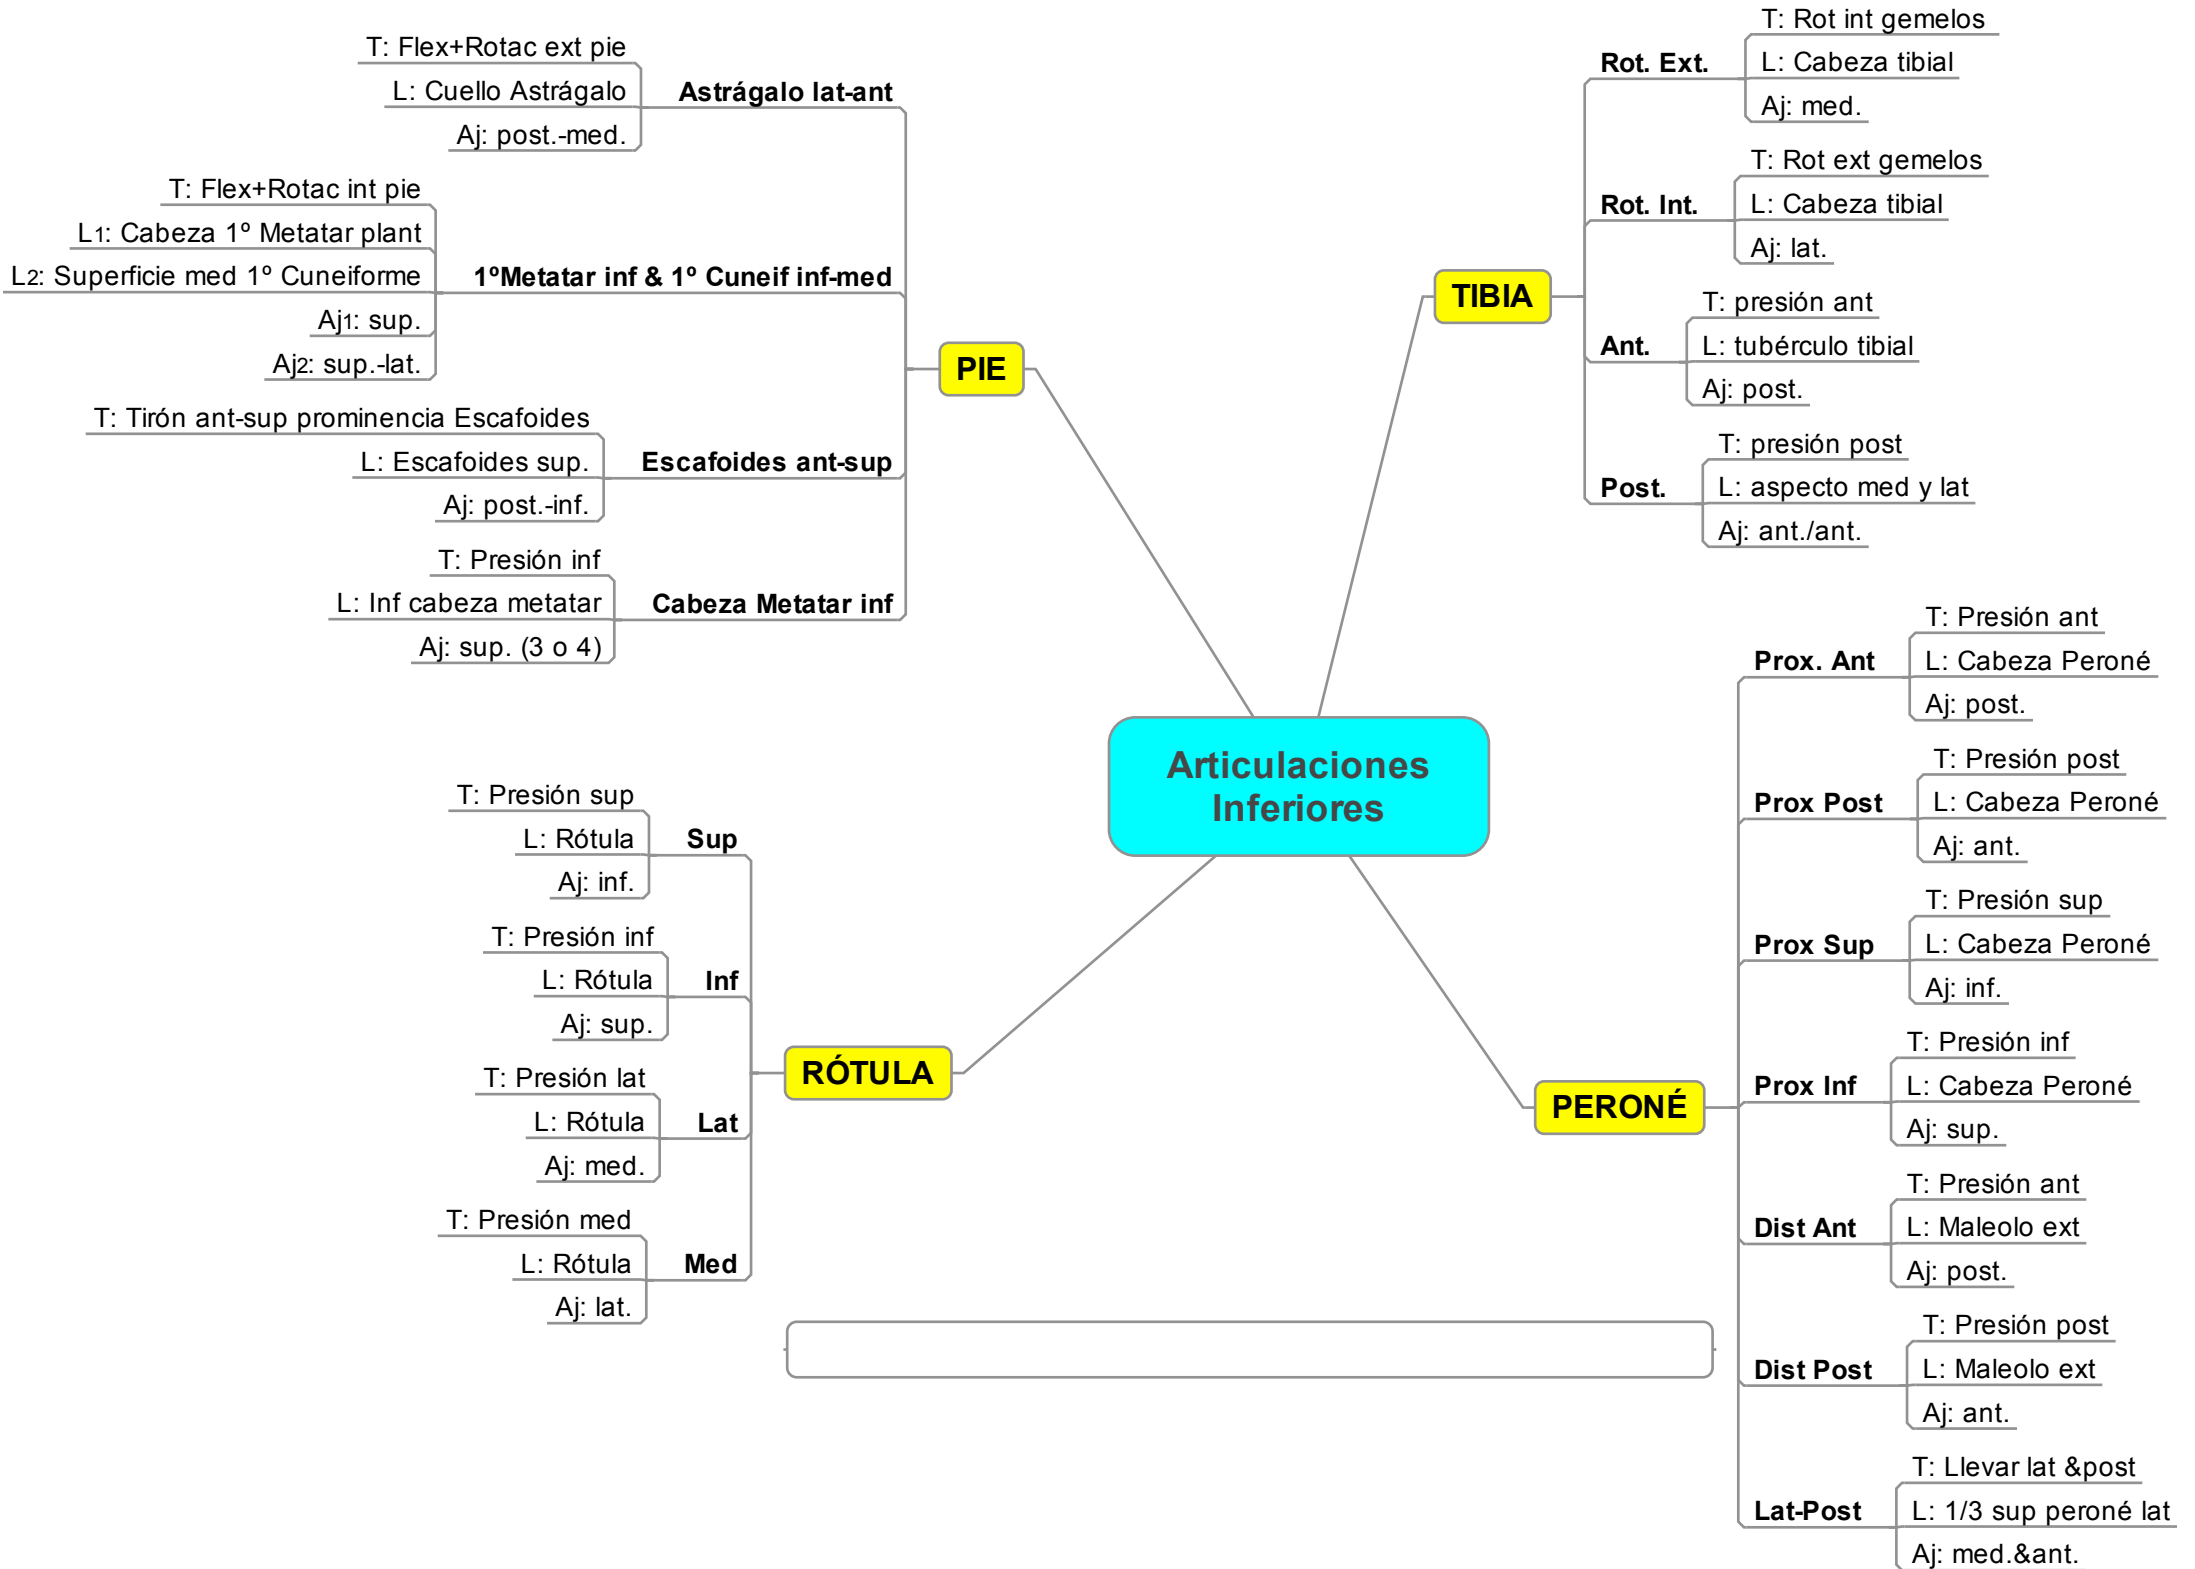 Articulaciones
Inferiores
PIE
Astrágalo lat-ant
T: Flex+Rotac ext pie
L: Cuello Astrágalo
Aj: post.-med.
1ºMetatar inf & 1º Cuneif inf-med
T: Flex+Rotac int pie
L1: Cabeza 1º Metatar plant
L2: Superficie med 1º Cuneiforme
Aj1: sup.
Aj2: sup.-lat.
Escafoides ant-sup
T: Tirón ant-sup prominencia Escafoides
L: Escafoides sup.
Aj: post.-inf.
Cabeza Metatar inf
T: Presión inf
L: Inf cabeza metatar
Aj: sup. (3 o 4)
RÓTULA
Sup
T: Presión sup
L: Rótula
Aj: inf.
Inf
T: Presión inf
L: Rótula
Aj: sup.
Lat
T: Presión lat
L: Rótula
Aj: med.
Med
T: Presión med
L: Rótula
Aj: lat.
TIBIA
Rot. Ext.
T: Rot int gemelos
L: Cabeza tibial
Aj: med.
Rot. Int.
T: Rot ext gemelos
L: Cabeza tibial
Aj: lat.
Ant.
T: presión ant
L: tubérculo tibial
Aj: post.
Post.
T: presión post
L: aspecto med y lat
Aj: ant./ant.
PERONÉ
Prox. Ant
T: Presión ant
L: Cabeza Peroné
Aj: post.
Prox Post
T: Presión post
L: Cabeza Peroné
Aj: ant.
Prox Sup
T: Presión sup
L: Cabeza Peroné
Aj: inf.
Prox Inf
T: Presión inf
L: Cabeza Peroné
Aj: sup.
Dist Ant
T: Presión ant
L: Maleolo ext
Aj: post.
Dist Post
T: Presión post
L: Maleolo ext
Aj: ant.
Lat-Post
T: Llevar lat &post
L: 1/3 sup peroné lat
Aj: med.&ant.